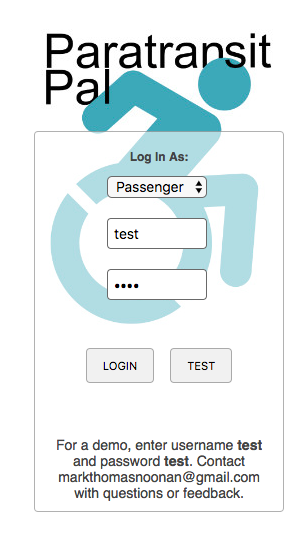 Paratransit
Pal
Log In As:
Passenger
test
••••
LOGIN
TEST
For a demo, enter username test
and password test. Contact
markthomasnoonan@gmail.com
with questions or feedback.